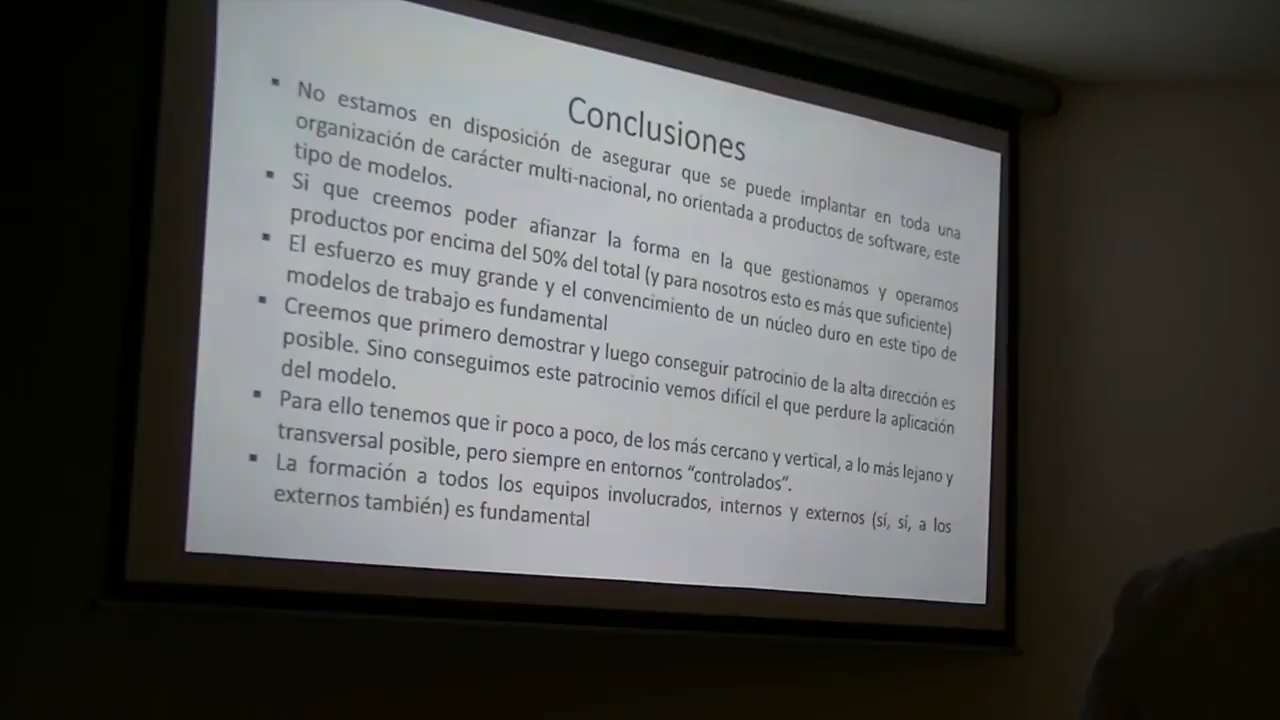 Conclusiones
▪ No estamos en disposición de asegurar que se puede implantar en toda una
organización de carácter multi-nacional, no orientada a productos de software, este
tipo de modelos.
▪ Si que creemos poder afianzar la forma en la que gestionamos y operamos
productos por encima del 50% del total (y para nosotros esto es más que suficiente)
▪ El esfuerzo es muy grande y el convencimiento de un núcleo duro en este tipo de
modelos de trabajo es fundamental
▪ Creemos que primero demostrar y luego conseguir patrocinio de la alta dirección es
posible. Sino conseguimos este patrocinio vemos difícil el que perdure la aplicación
del modelo.
▪ Para ello tenemos que ir poco a poco, de los más cercano y vertical, a lo más lejano y
transversal posible, pero siempre en entornos “controlados”.
▪ La formación a todos los equipos involucrados, internos y externos (sí, sí, a los
externos también) es fundamental